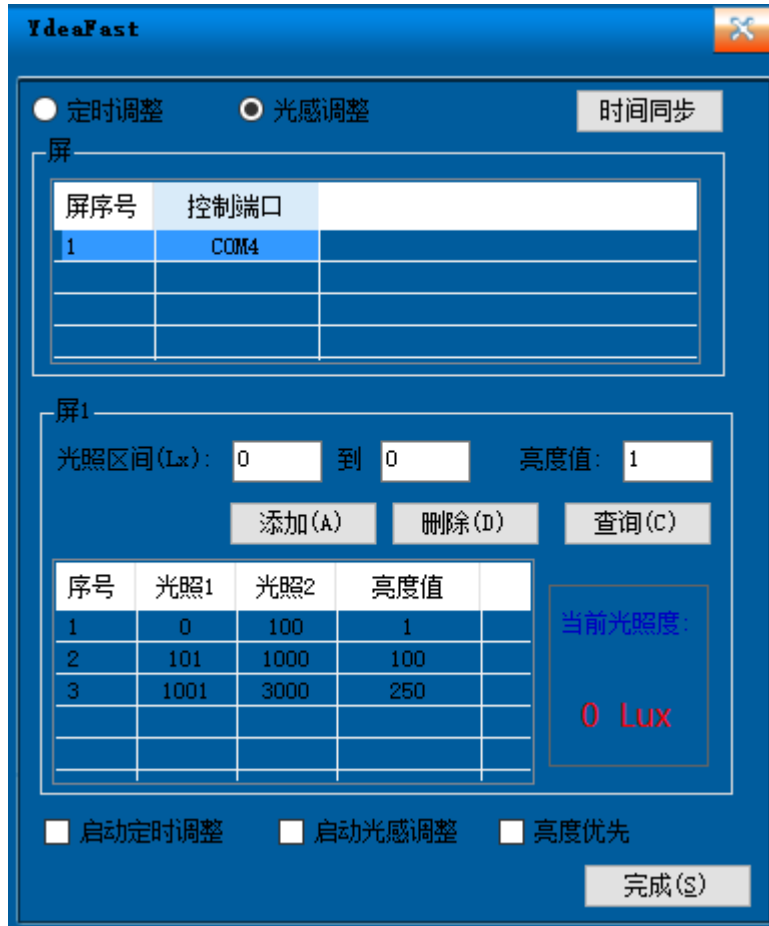 YdeaFast
定时调整 光感调整 时间同步
屏
屏序号 控制端口
1 COM4
屏1
光照区间(Lx): 0 到 0 亮度值: 1
添加(A) 删除(D) 查询(C)
序号 光照1 光照2 亮度值
1 0 100 1
2 101 1000 100
3 1001 3000 250
当前光照度:
0 Lux
启动定时调整 启动光感调整 亮度优先
完成(S)